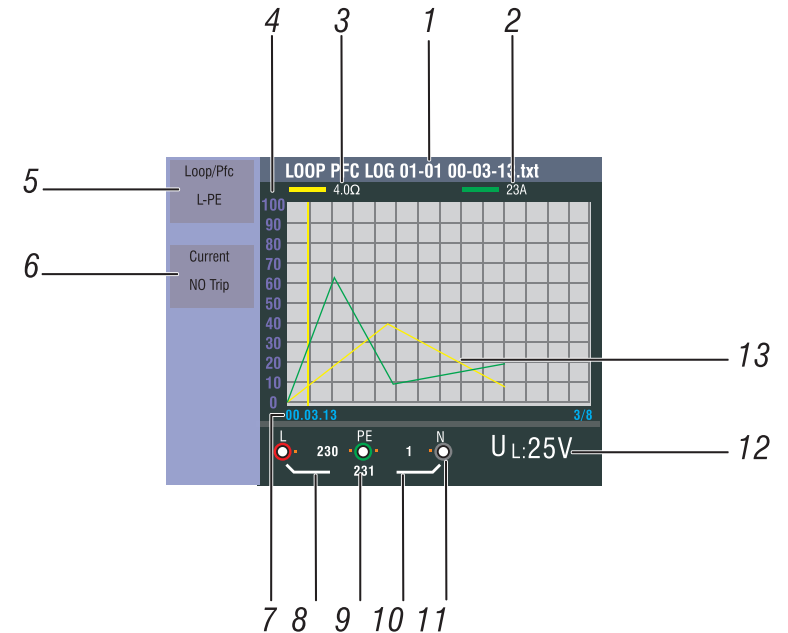 4 3 1 2
LOOP PFC LOG 01-01 00-03-13.txt
4.0Ω 23A
5
Loop/Pfc
L-PE
6
Current
NO Trip
100
90
80
70
60
50
40
30
20
10
0
13
00.03.13 3/8
L PE N
230 1
231
UL:25V
12
7 8 9 10 11